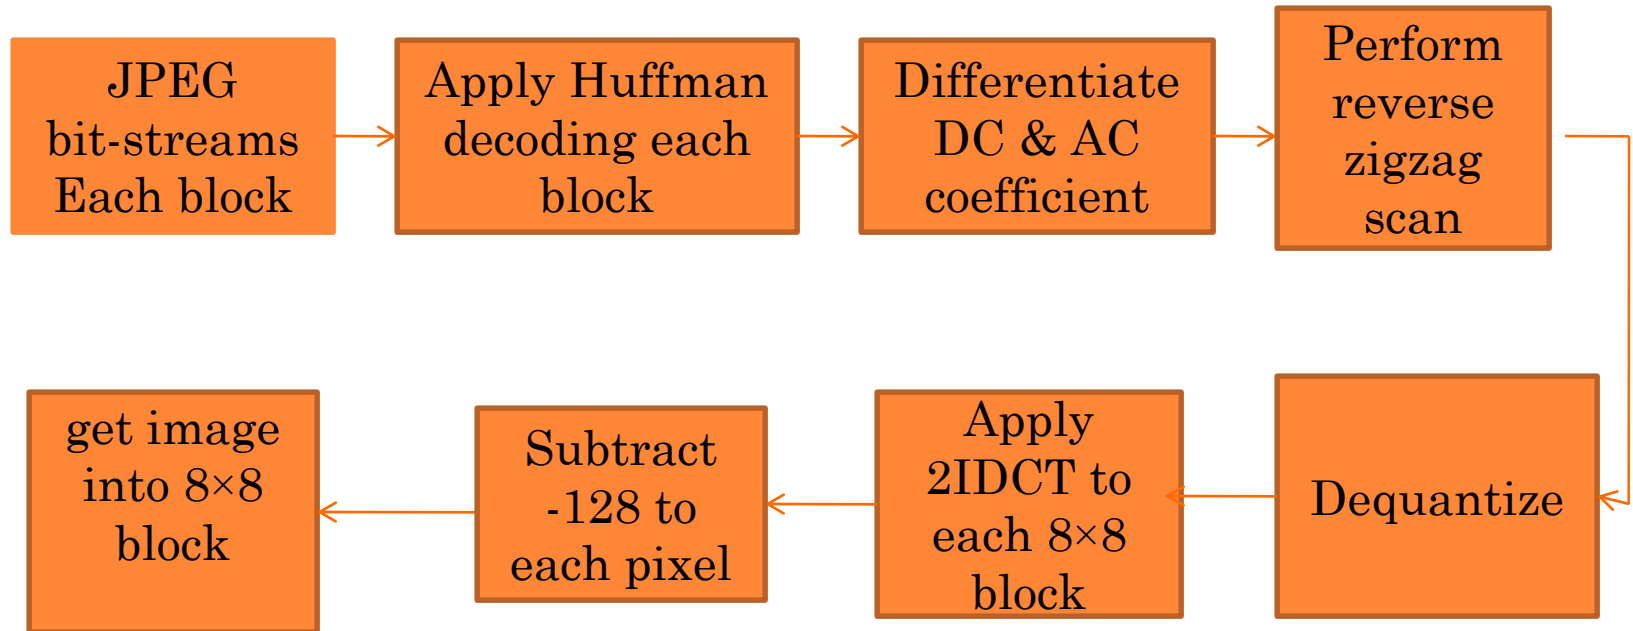 JPEG
bit-streams
Each block
Apply Huffman
decoding each
block
Differentiate
DC & AC
coefficient
Perform
reverse
zigzag
scan
Dequantize
Apply
2IDCT to
each 8×8
block
Subtract
-128 to
each pixel
get image
into 8×8
block